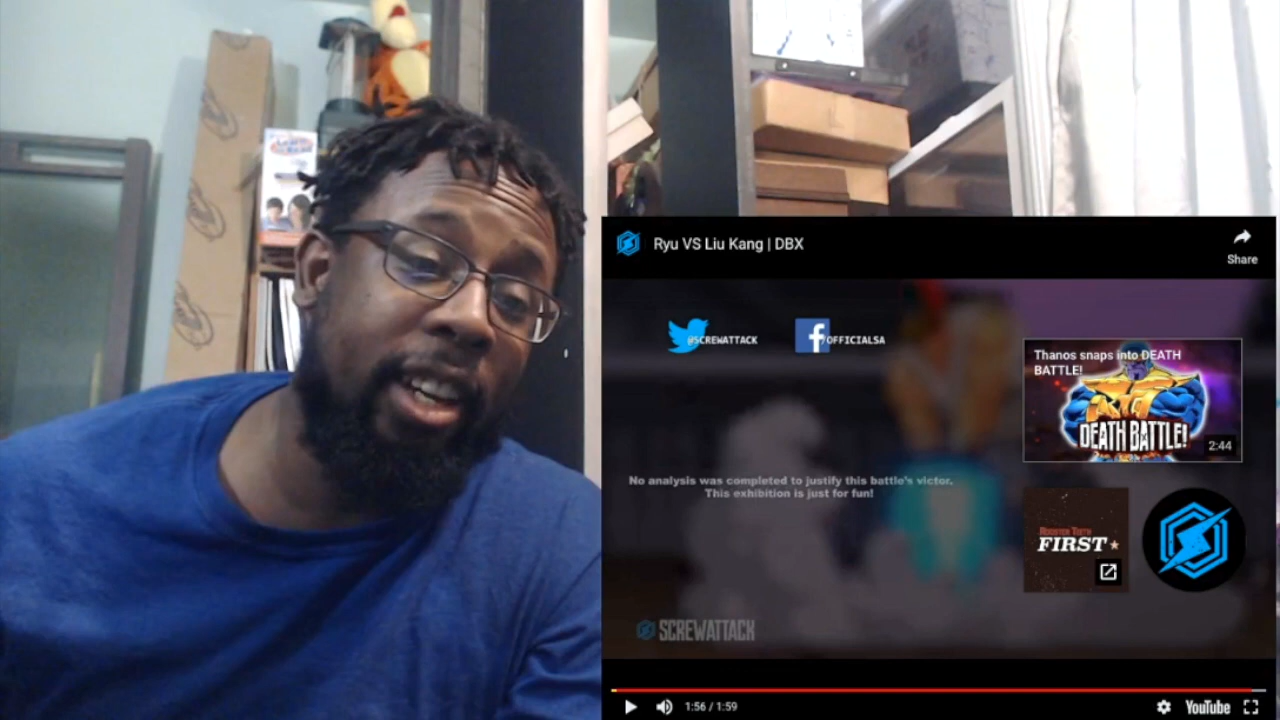 Ryu VS Liu Kang | DBX
Share
@SCREWATTACK
/OFFICIALSA
Thanos snaps into DEATH
BATTLE!
DEATH BATTLE!
2:44
No analysis was completed to justify this battle's victor.
This exhibition is just for fun!
ROOSTER TEETH
FIRST
SCREWATTACK
1:56 / 1:59
YouTube